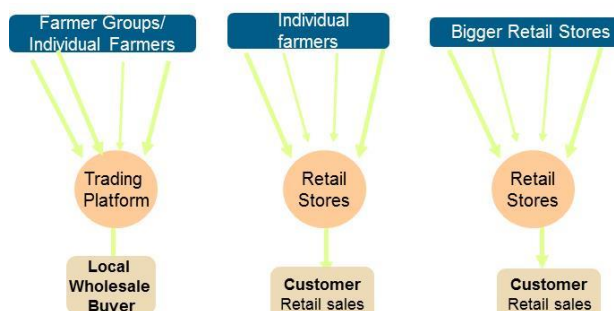 Farmer Groups/
Individual Farmers
Individual
farmers
Bigger Retail Stores
Trading
Platform
Retail
Stores
Retail
Stores
Local
Wholesale
Buyer
Customer
Retail sales
Customer
Retail sales